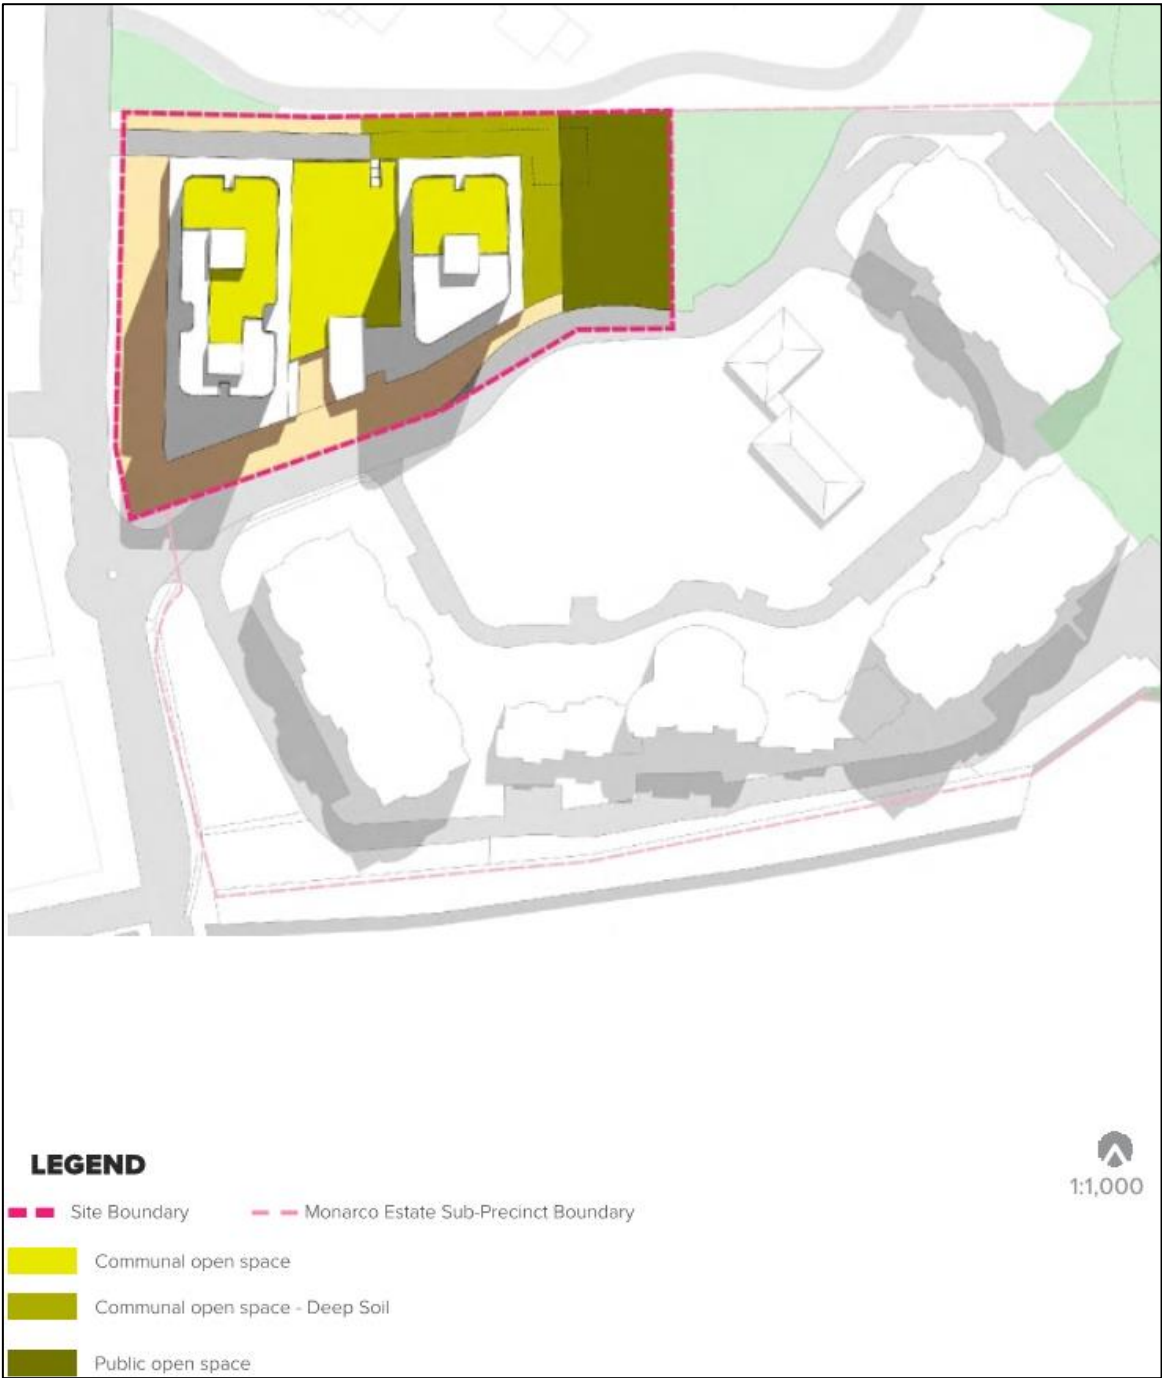 LEGEND
1:1,000
Site Boundary
Monarco Estate Sub-Precinct Boundary
Communal open space
Communal open space - Deep Soil
Public open space